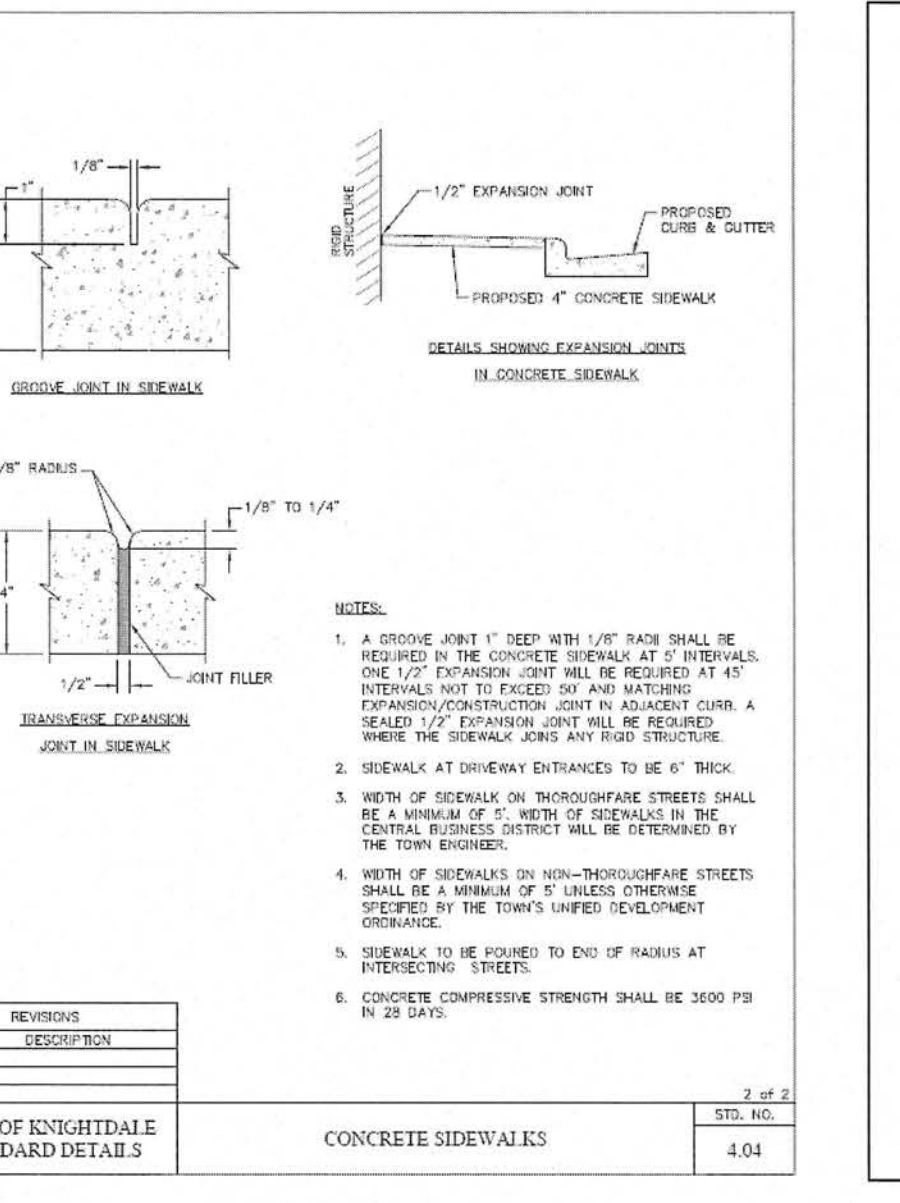 1/8"
1"
GROOVE JOINT IN SIDEWALK
RIGID
STRUCTURE
1/2" EXPANSION JOINT
PROPOSED
CURB & GUTTER
PROPOSED 4" CONCRETE SIDEWALK
DETAILS SHOWING EXPANSION JOINTS
IN CONCRETE SIDEWALK
/8" RADIUS
1/8" TO 1/4"
4"
1/2"
JOINT FILLER
TRANSVERSE EXPANSION
JOINT IN SIDEWALK
NOTES:
1. A GROOVE JOINT 1" DEEP WITH 1/8" RADII SHALL BE
REQUIRED IN THE CONCRETE SIDEWALK AT 5' INTERVALS.
ONE 1/2" EXPANSION JOINT WILL BE REQUIRED AT 45'
INTERVALS NOT TO EXCEED 50' AND MATCHING
EXPANSION/CONSTRUCTION JOINT IN ADJACENT CURB. A
SEALED 1/2" EXPANSION JOINT WILL BE REQUIRED
WHERE THE SIDEWALK JOINS ANY RIGID STRUCTURE.
2. SIDEWALK AT DRIVEWAY ENTRANCES TO BE 6" THICK.
3. WIDTH OF SIDEWALK ON THOROUGHFARE STREETS SHALL
BE A MINIMUM OF 5'. WIDTH OF SIDEWALKS IN THE
CENTRAL BUSINESS DISTRICT WILL BE DETERMINED BY
THE TOWN ENGINEER.
4. WIDTH OF SIDEWALKS ON NON-THOROUGHFARE STREETS
SHALL BE A MINIMUM OF 5' UNLESS OTHERWISE
SPECIFIED BY THE TOWN'S UNIFIED DEVELOPMENT
ORDINANCE.
5. SIDEWALK TO BE POURED TO END OF RADIUS AT
INTERSECTING STREETS.
6. CONCRETE COMPRESSIVE STRENGTH SHALL BE 3600 PSI
IN 28 DAYS.
REVISIONS
DESCRIPTION
OF KNIGHTDALE
DARD DETAILS
CONCRETE SIDEWALKS
2 of 2
STD. NO.
4.04